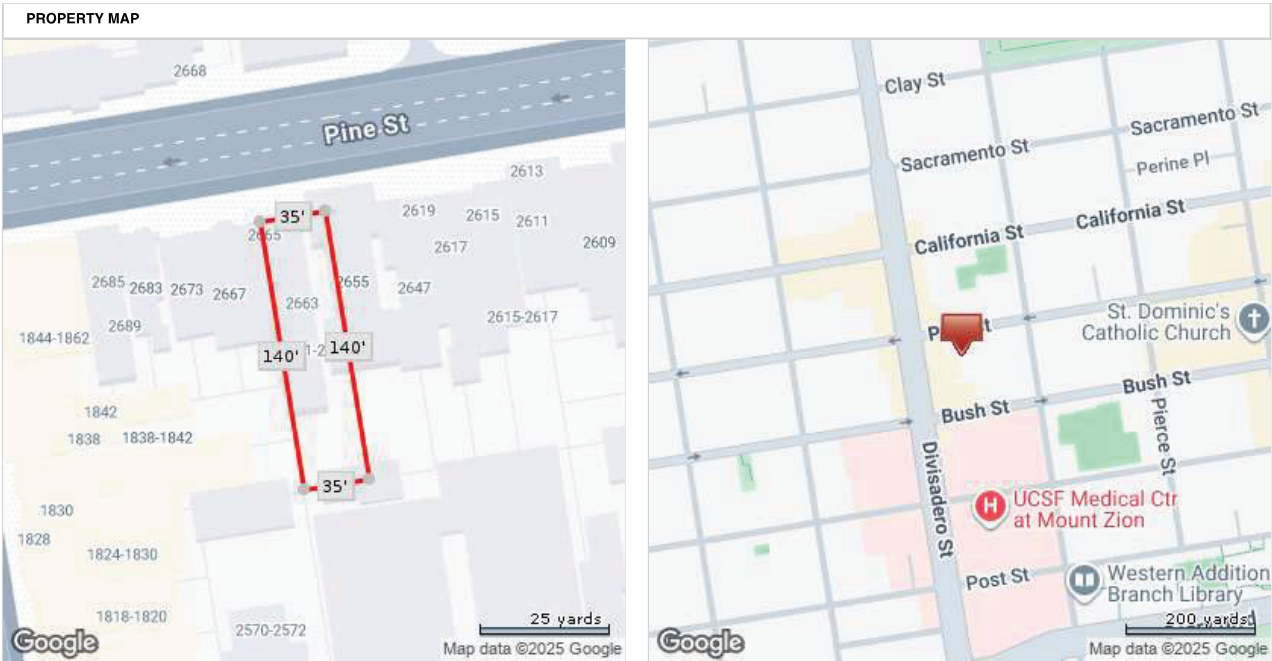 PROPERTY MAP
2668
Pine St
2613
35'
2619
2615
2611
2665
2617
2609
2685
2683
2673
2667
2663
2655
2647
2689
2615-2617
1844-1862
140'
140'
1842
1838
1838-1842
35'
1830
1828
1824-1830
1818-1820
2570-2572
25 yards
Google
Map data ©2025 Google
Clay St
Sacramento St
Sacramento St
Perine Pl
California St
California St
St. Dominic's
Catholic Church
Bush St
Bush St
Pierce St
Divisadero St
UCSF Medical Ctr
at Mount Zion
Post St
Western Addition
Branch Library
200 yards
Google
Map data ©2025 Google